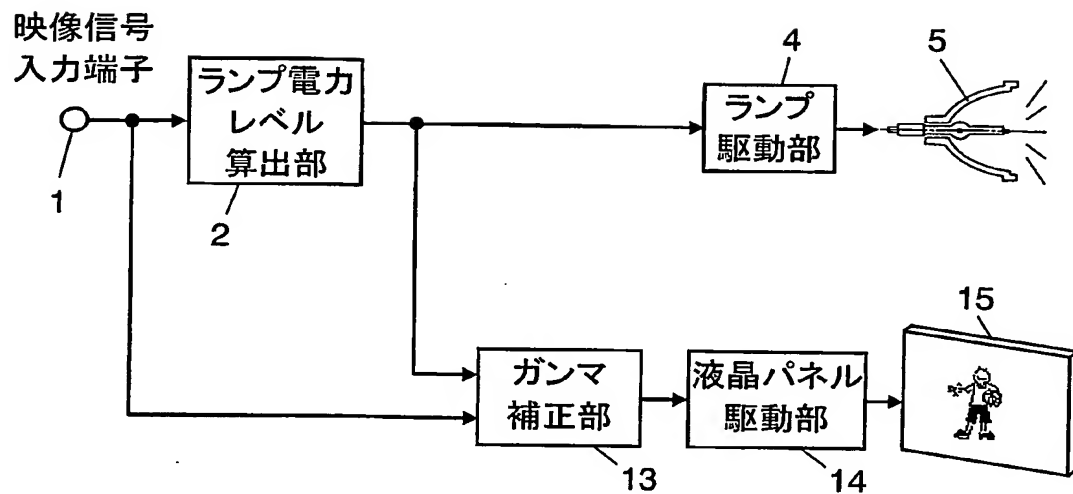 映像信号
入力端子
1
ランプ電力
レベル
算出部
2
4
ランプ
駆動部
5
ガンマ
補正部
13
液晶パネル
駆動部
14
15